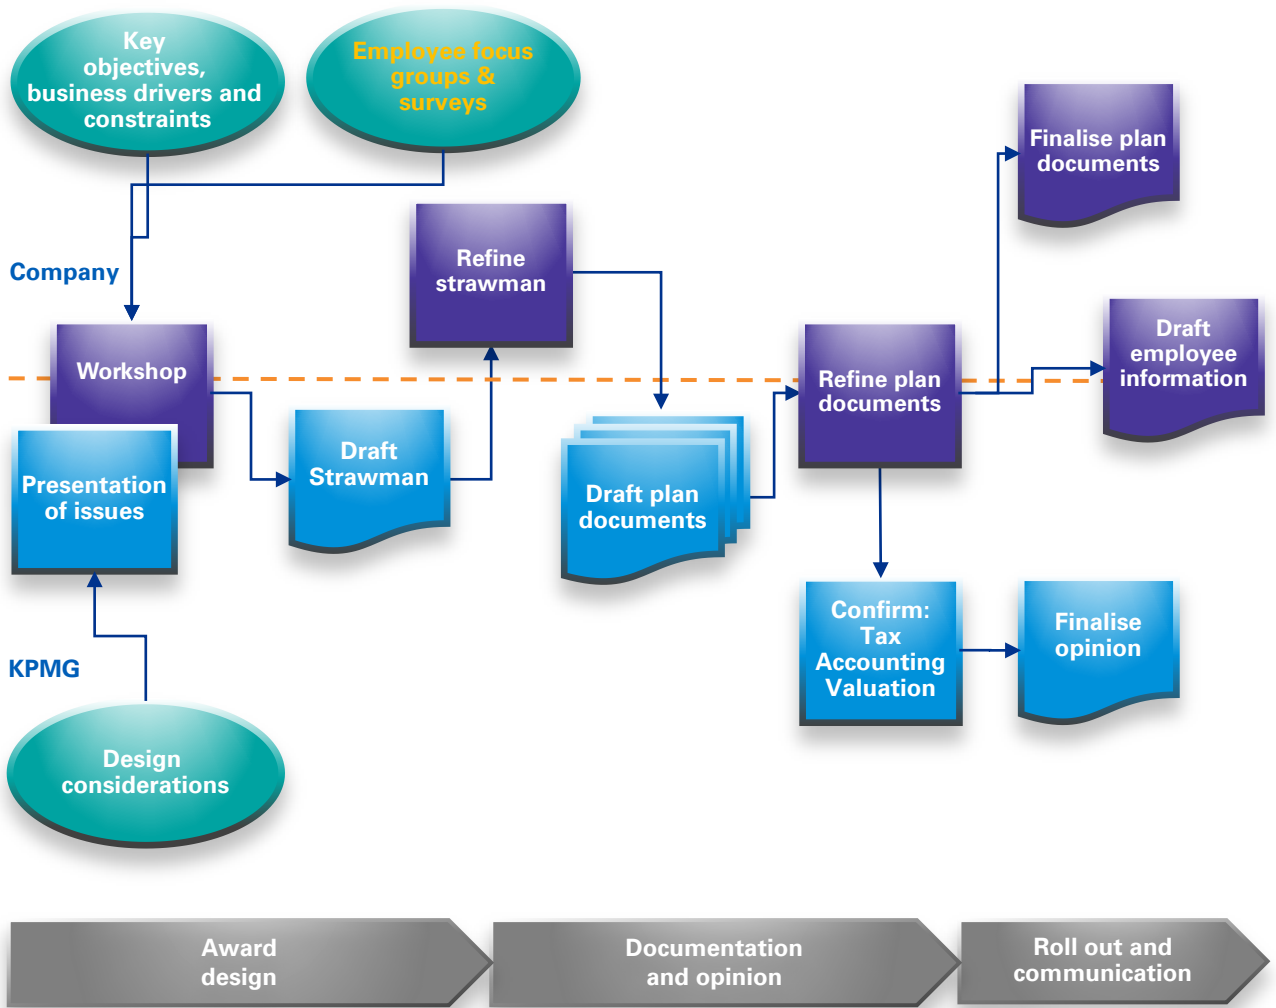 Key
objectives,
business drivers and
constraints
Employee focus
groups &
surveys
Finalise plan
documents
Company
Refine
strawman
Workshop
Draft
employee
information
Refine plan
documents
Presentation
of issues
Draft
Strawman
Draft plan
documents
KPMG
Confirm:
Tax
Accounting
Valuation
Finalise
opinion
Design
considerations
Award
design
Documentation
and opinion
Roll out and
communication